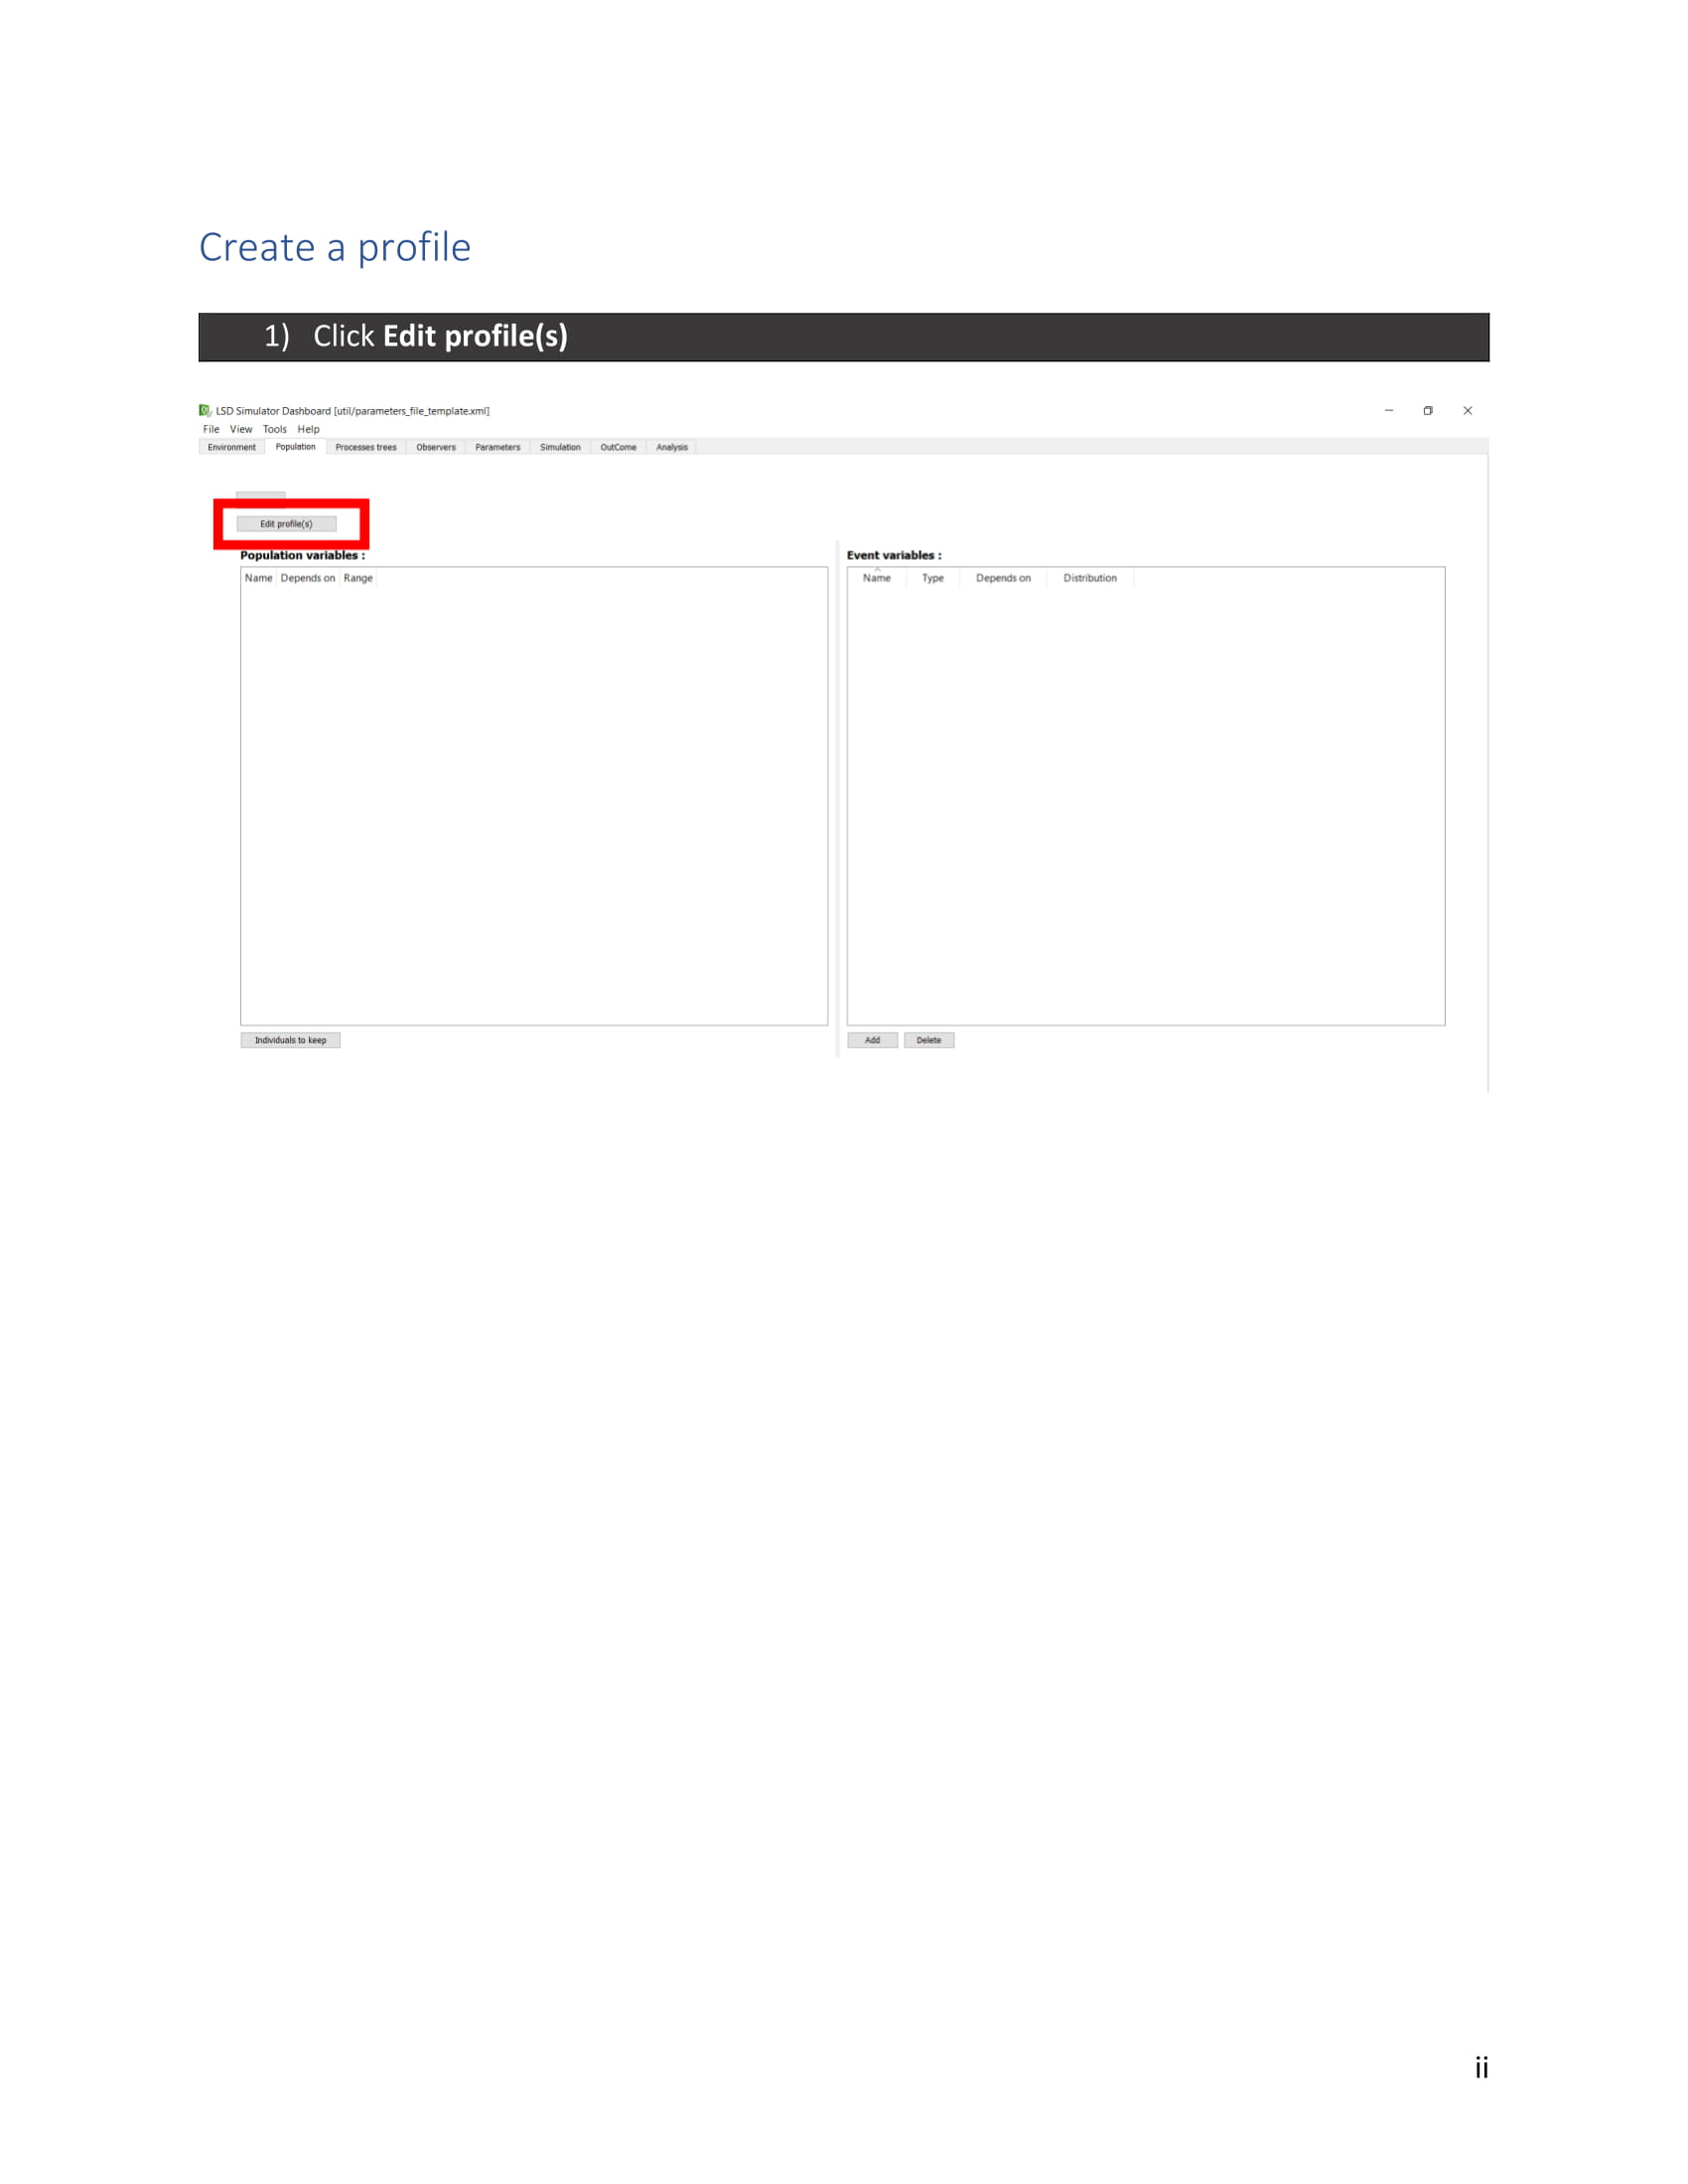 Create a profile
1) Click Edit profile(s)
LSD Simulator Dashboard [util/parameters_file_template.xml]
File View Tools Help
Environment Population Processes trees Observers Parameters Simulation OutCome Analysis
Edit profile(s)
Population variables :
Name Depends on Range
Individuals to keep
Event variables :
Name Type Depends on Distribution
Add Delete
ii